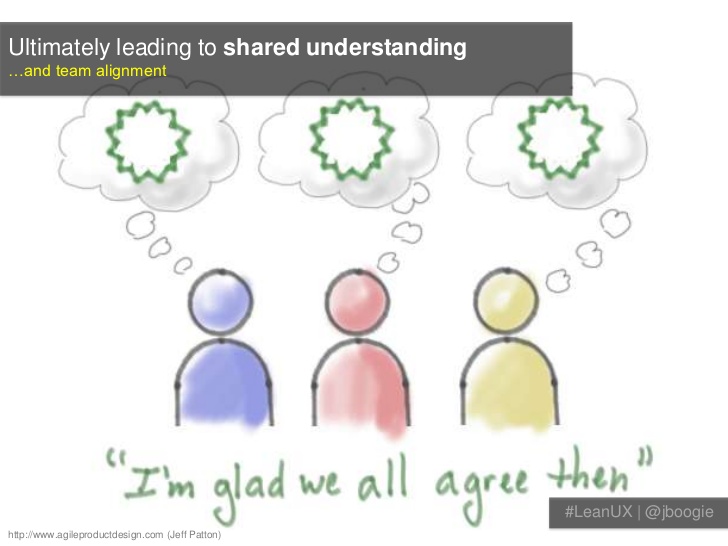 Ultimately leading to shared understanding
…and team alignment
“I'm glad we all agree then”
#LeanUX | @jboogie
http://www.agileproductdesign.com (Jeff Patton)